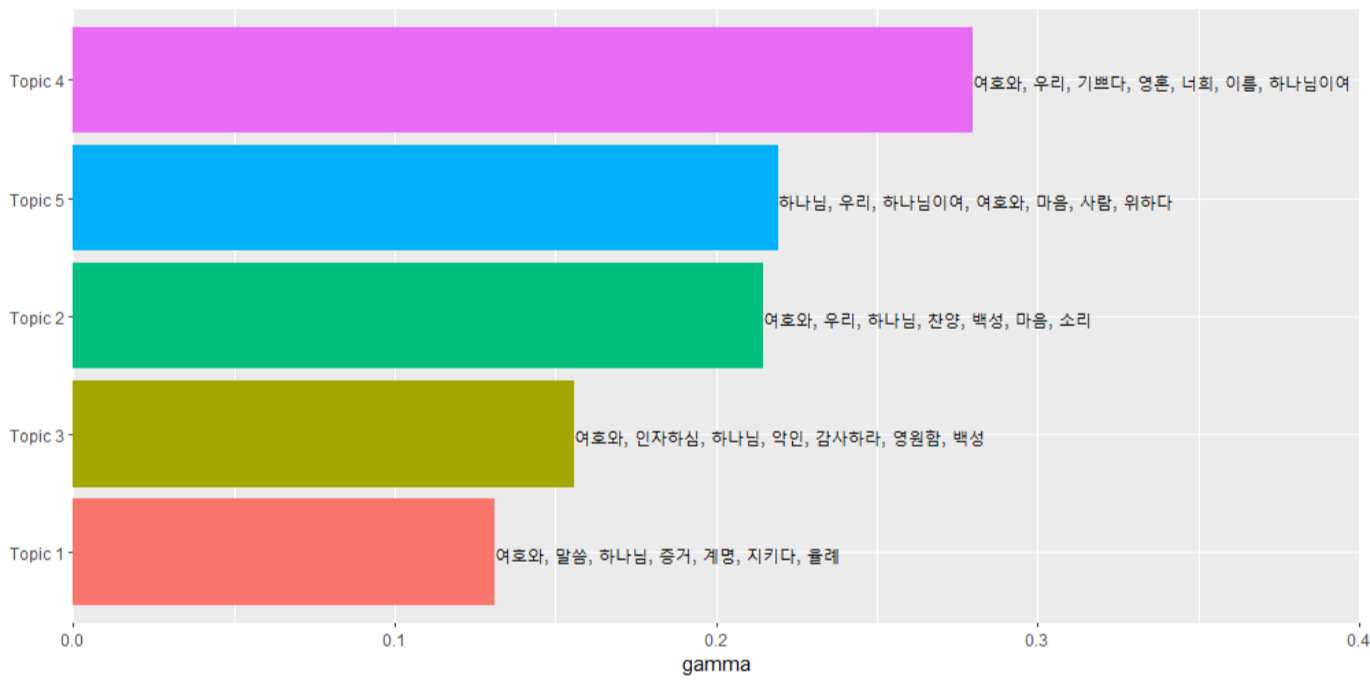 Topic 4 여호와, 우리, 기쁘다, 영혼, 너희, 이름, 하나님이여
Topic 5 하나님, 우리, 하나님이여, 여호와, 마음, 사람, 위하다
Topic 2 여호와, 우리, 하나님, 찬양, 백성, 마음, 소리
Topic 3 여호와, 인자하심, 하나님, 악인, 감사하라, 영원함, 백성
Topic 1 여호와, 말씀, 하나님, 증거, 계명, 지키다, 율례
0.0 0.1 0.2 0.3 0.4
gamma